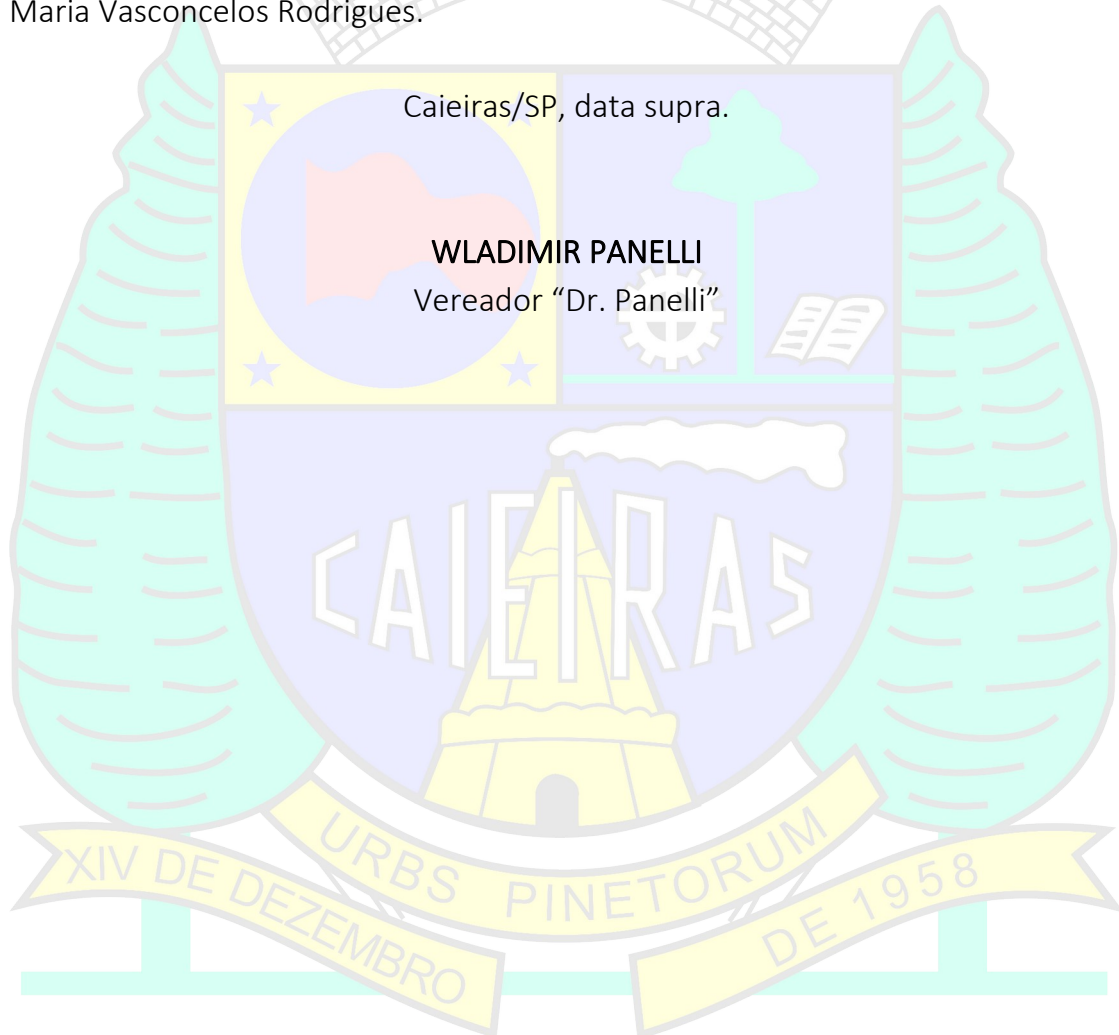 Maria Vasconcelos Rodrigues.
Caieiras/SP, data supra.
WLADIMIR PANELLI
Vereador “Dr. Panelli”
CAIEIRAS
URBS PINETORUM
XIV DE DEZEMBRO DE 1958